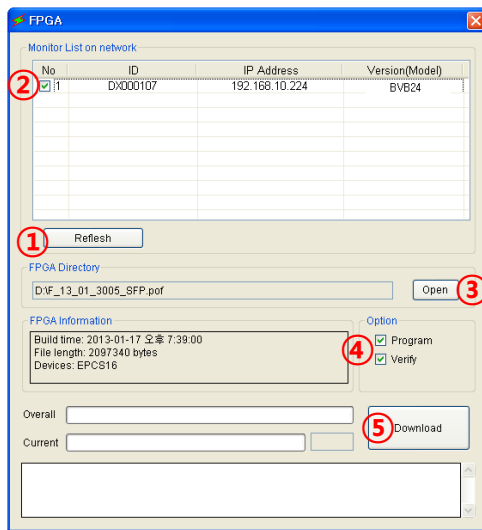 FPGA
Monitor List on network
No ID IP Address Version(Model)
② 1 DX000107 192.168.10.224 BVB24
① Reflesh
FPGA Directory
D:\F_13_01_3005_SFP.pof Open ③
FPGA Information Option
Build time: 2013-01-17 오후 7:39:00
File length: 2097340 bytes
Devices: EPCS16
④ Program
Verify
Overall
Current
⑤ Download